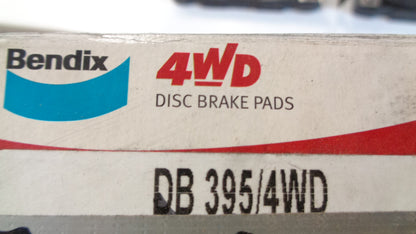 Bendix
4WD
DISC BRAKE PADS
DB 395/4WD